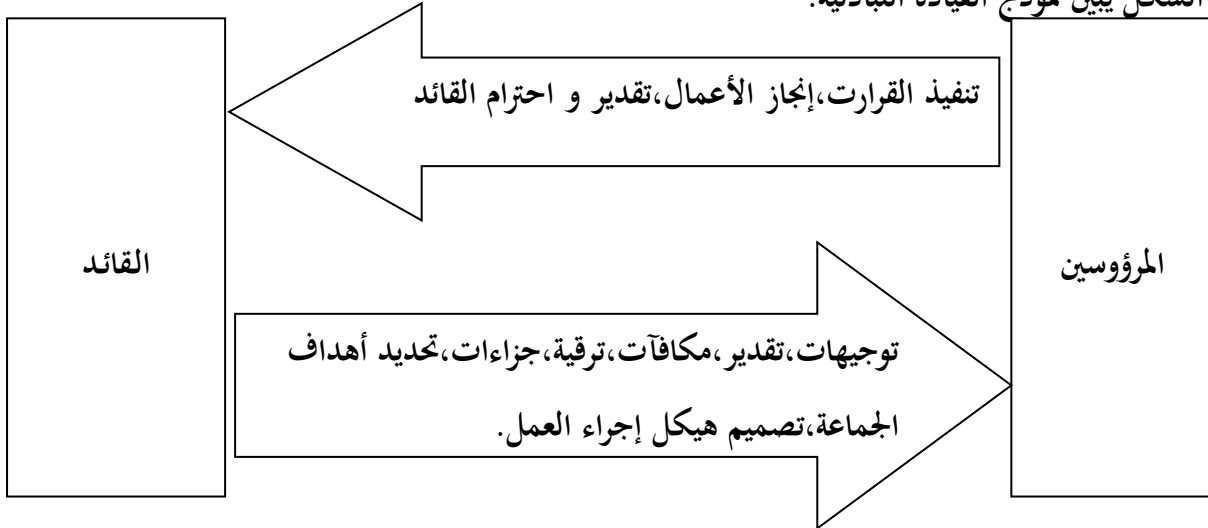 الشكل يبين نموذج القيادة التبادلية.
تنفيذ القرارت،إنجاز الأعمال،تقدير و احترام القائد
المرؤوسين
القائد
توجيهات،تقدير،مكافآت،ترقية،جزاءات،تحديد أهداف
الجماعة،تصميم هيكل إجراء العمل.